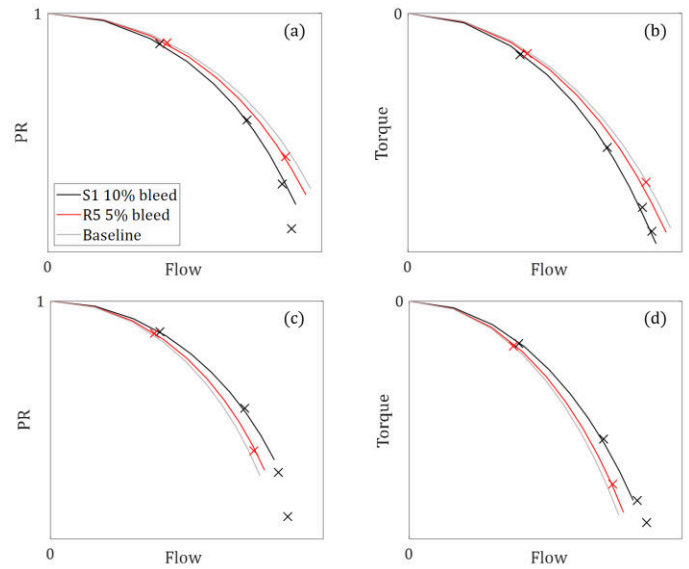 1
(a)
PR
S1 10% bleed
R5 5% bleed
Baseline
0
Flow
0
(b)
Torque
0
Flow
1
(c)
PR
0
Flow
0
(d)
Torque
0
Flow